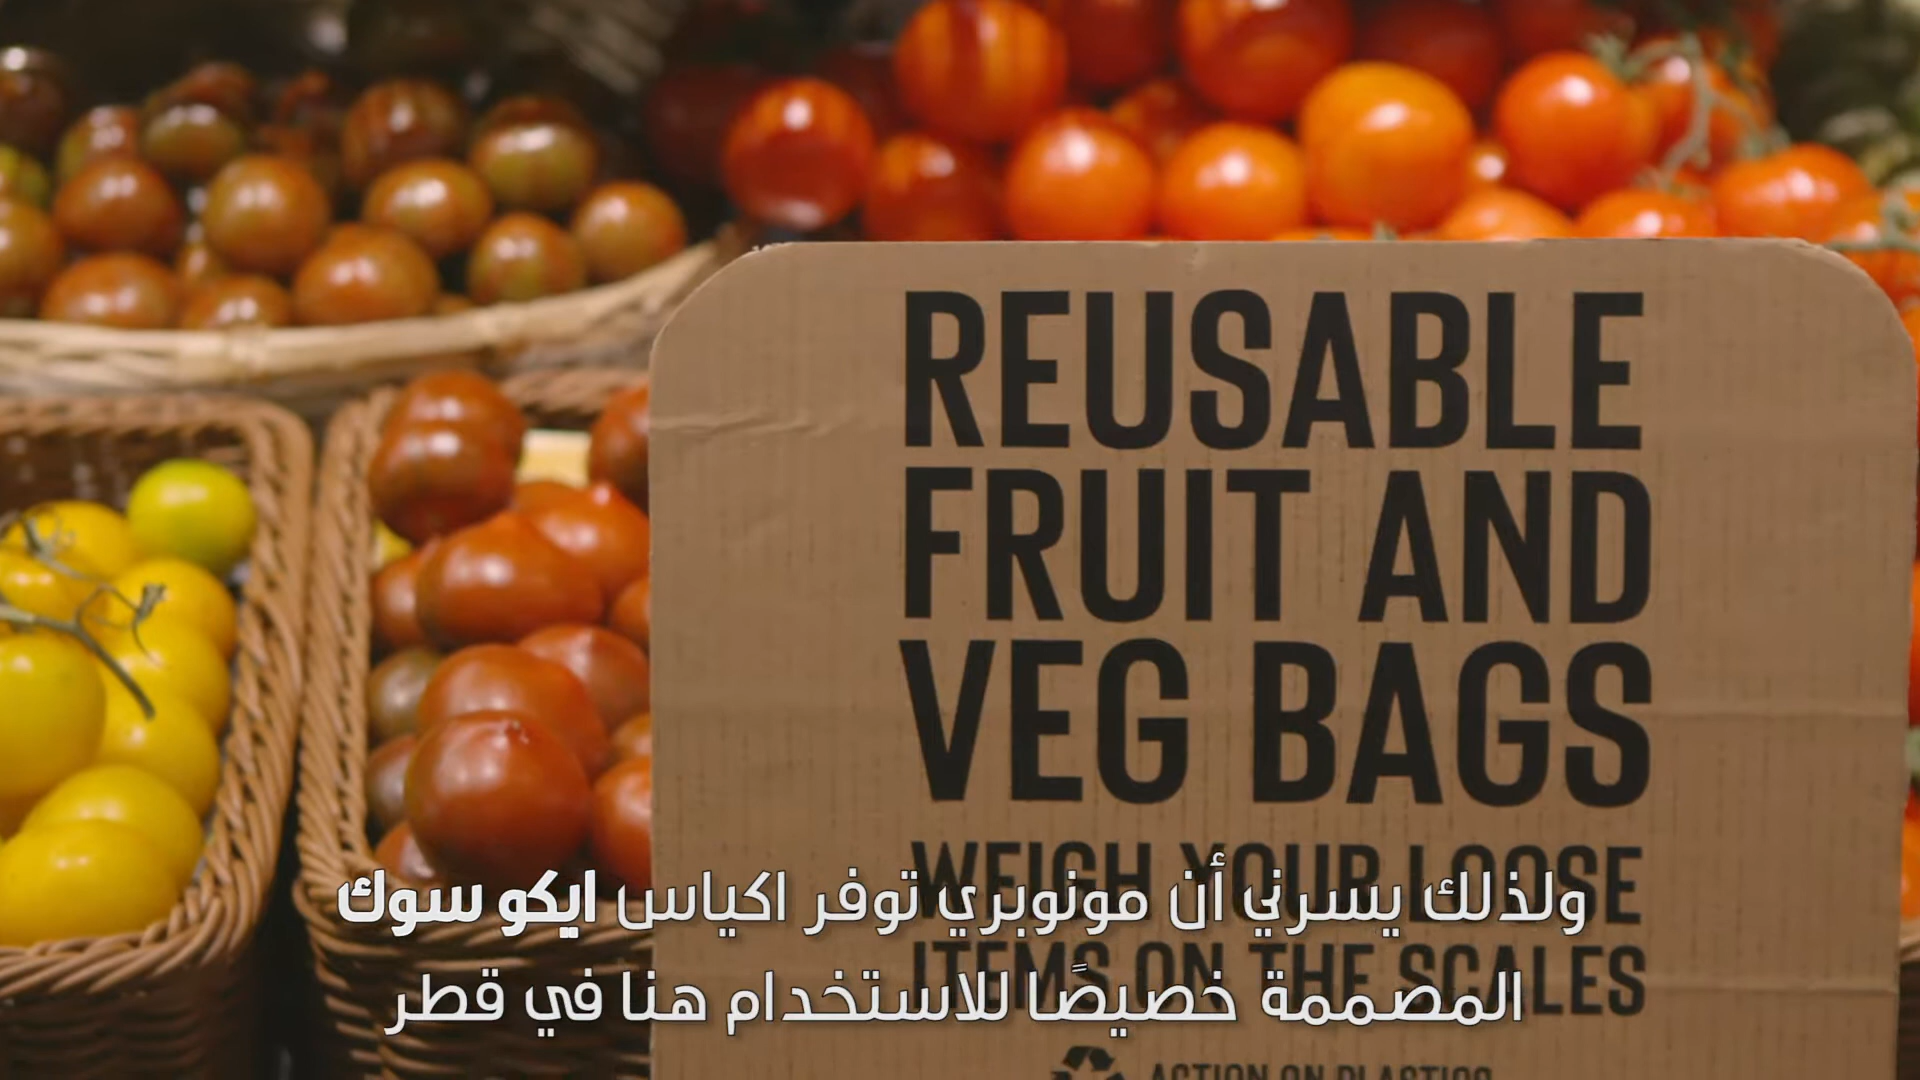 REUSABLE
FRUIT AND
VEG BAGS
WEIGH YOUR LOOSE
ITEMS ON THE SCALES
ACTION ON PLASTICS
ولذلك يسرني أن مونوبري توفر اكياس ايكو سوك
المصممة خصيصًا للاستخدام هنا في قطر